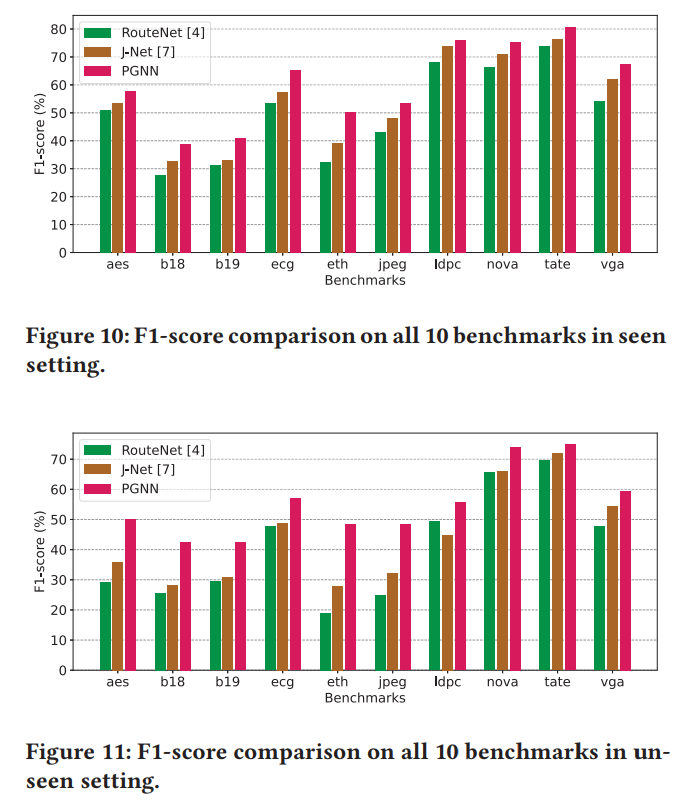 80
70
60
50
40
30
20
10
0
F1-score (%)
RouteNet [4]
J-Net [7]
PGNN
aes b18 b19 ecg eth jpeg ldpc nova tate vga
Benchmarks
Figure 10: F1-score comparison on all 10 benchmarks in seen
setting.
70
60
50
40
30
20
10
0
F1-score (%)
RouteNet [4]
J-Net [7]
PGNN
aes b18 b19 ecg eth jpeg ldpc nova tate vga
Benchmarks
Figure 11: F1-score comparison on all 10 benchmarks in un-
seen setting.